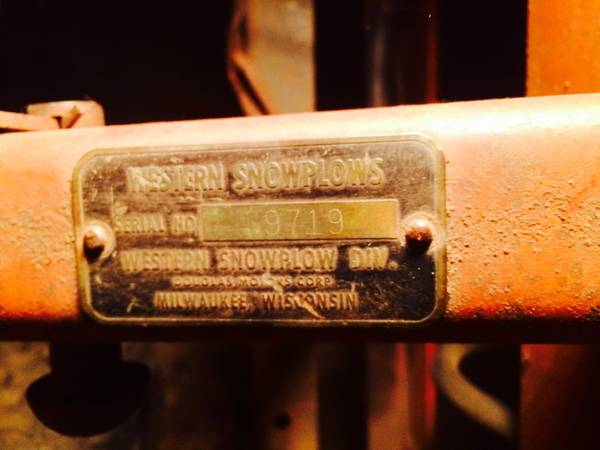 WESTERN SNOWPLOWS
SERIAL NO 9719
WESTERN SNOWPLOW DIV.
DOUGLAS MOTORS CORP
MILWAUKEE, WISCONSIN